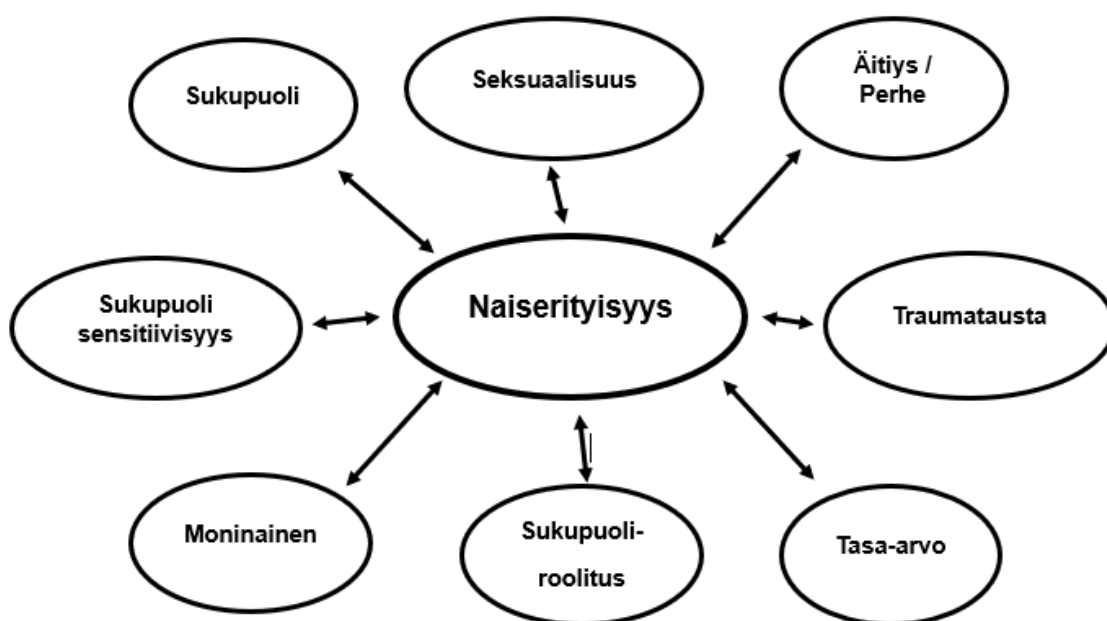 Sukupuoli
Seksuaalisuus
Äitiys /
Perhe
Sukupuoli
sensitiivisyys
Naiserityisyys
Traumatausta
Moninainen
Sukupuoli-
roolitus
Tasa-arvo